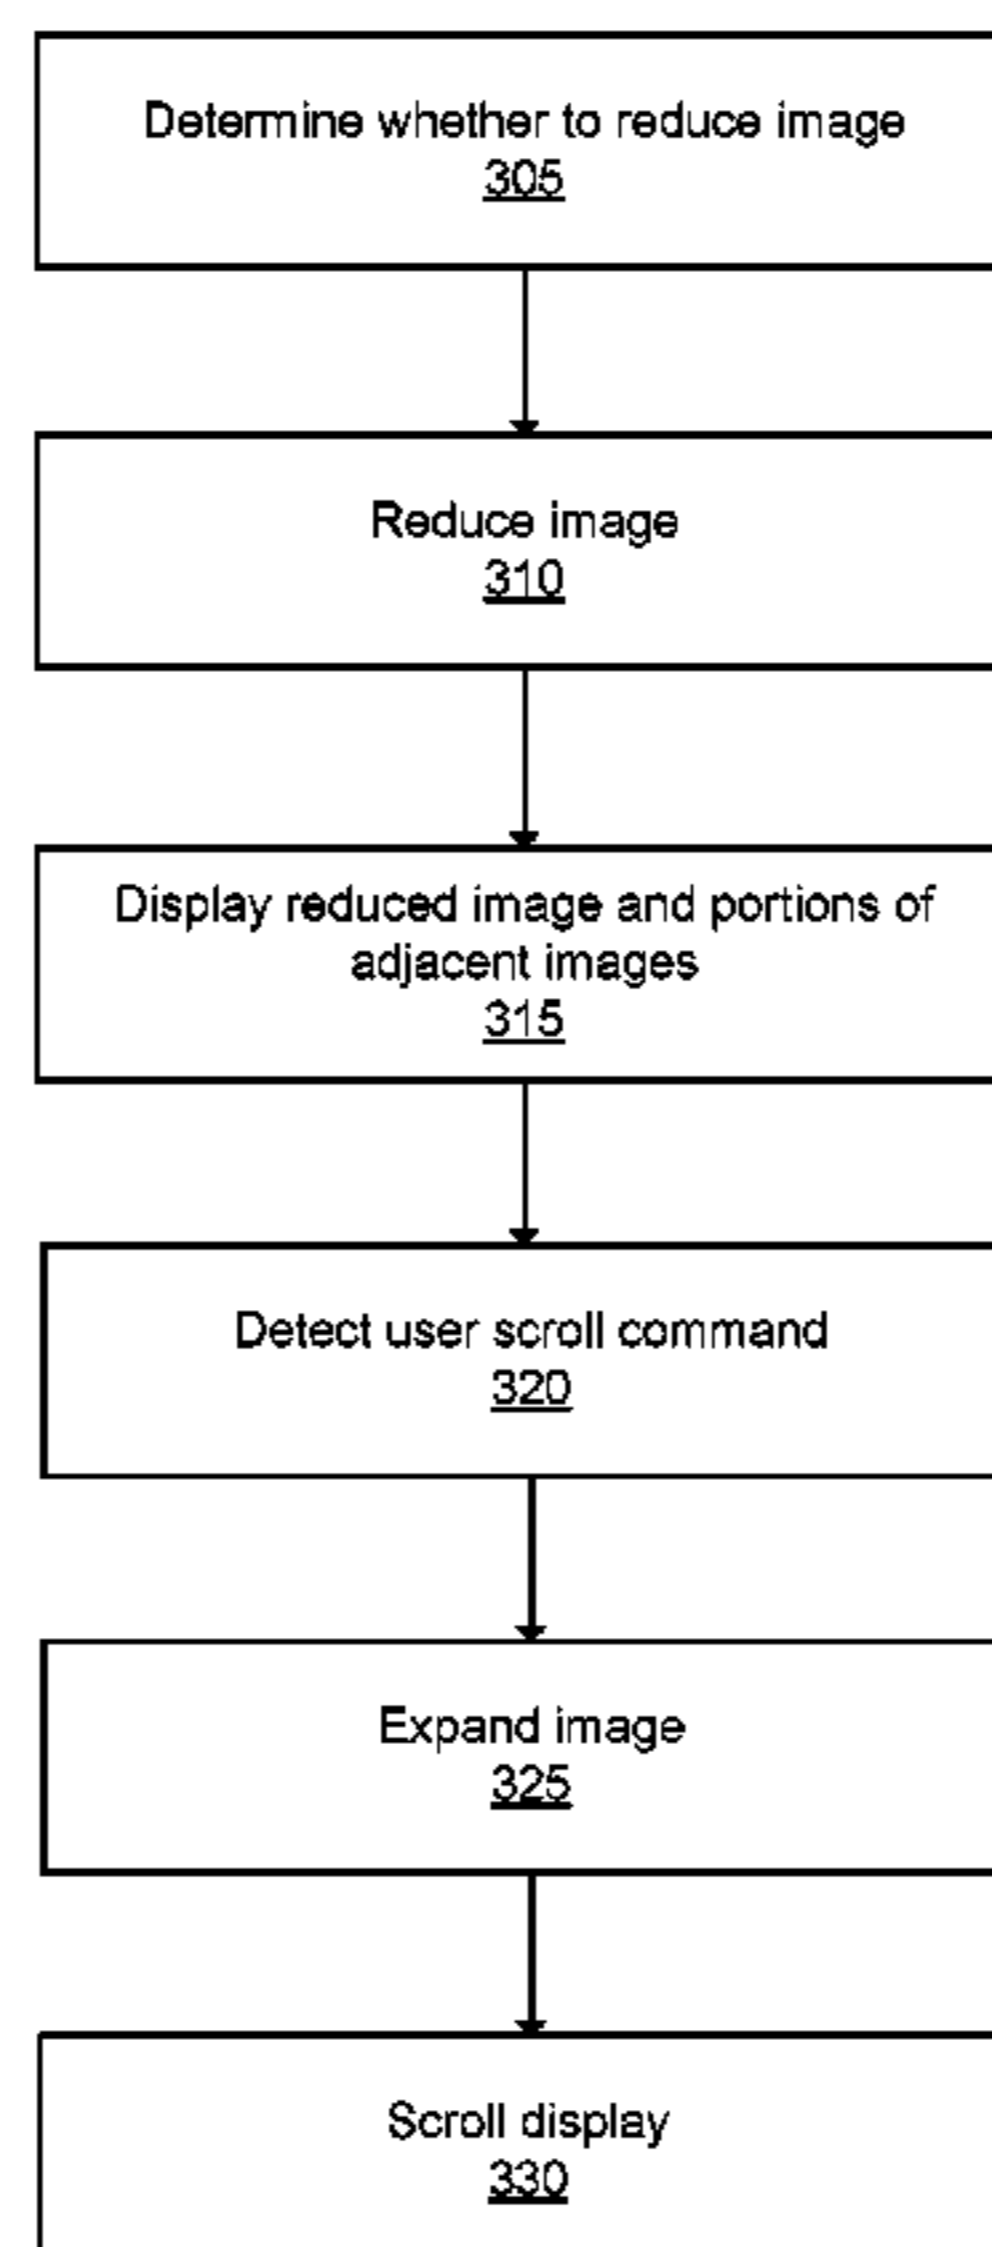 Determine whether to reduce image
305
Reduce image
310
Display reduced image and portions of
adjacent images
315
Detect user scroll command
320
Expand image
325
Scroll display
330